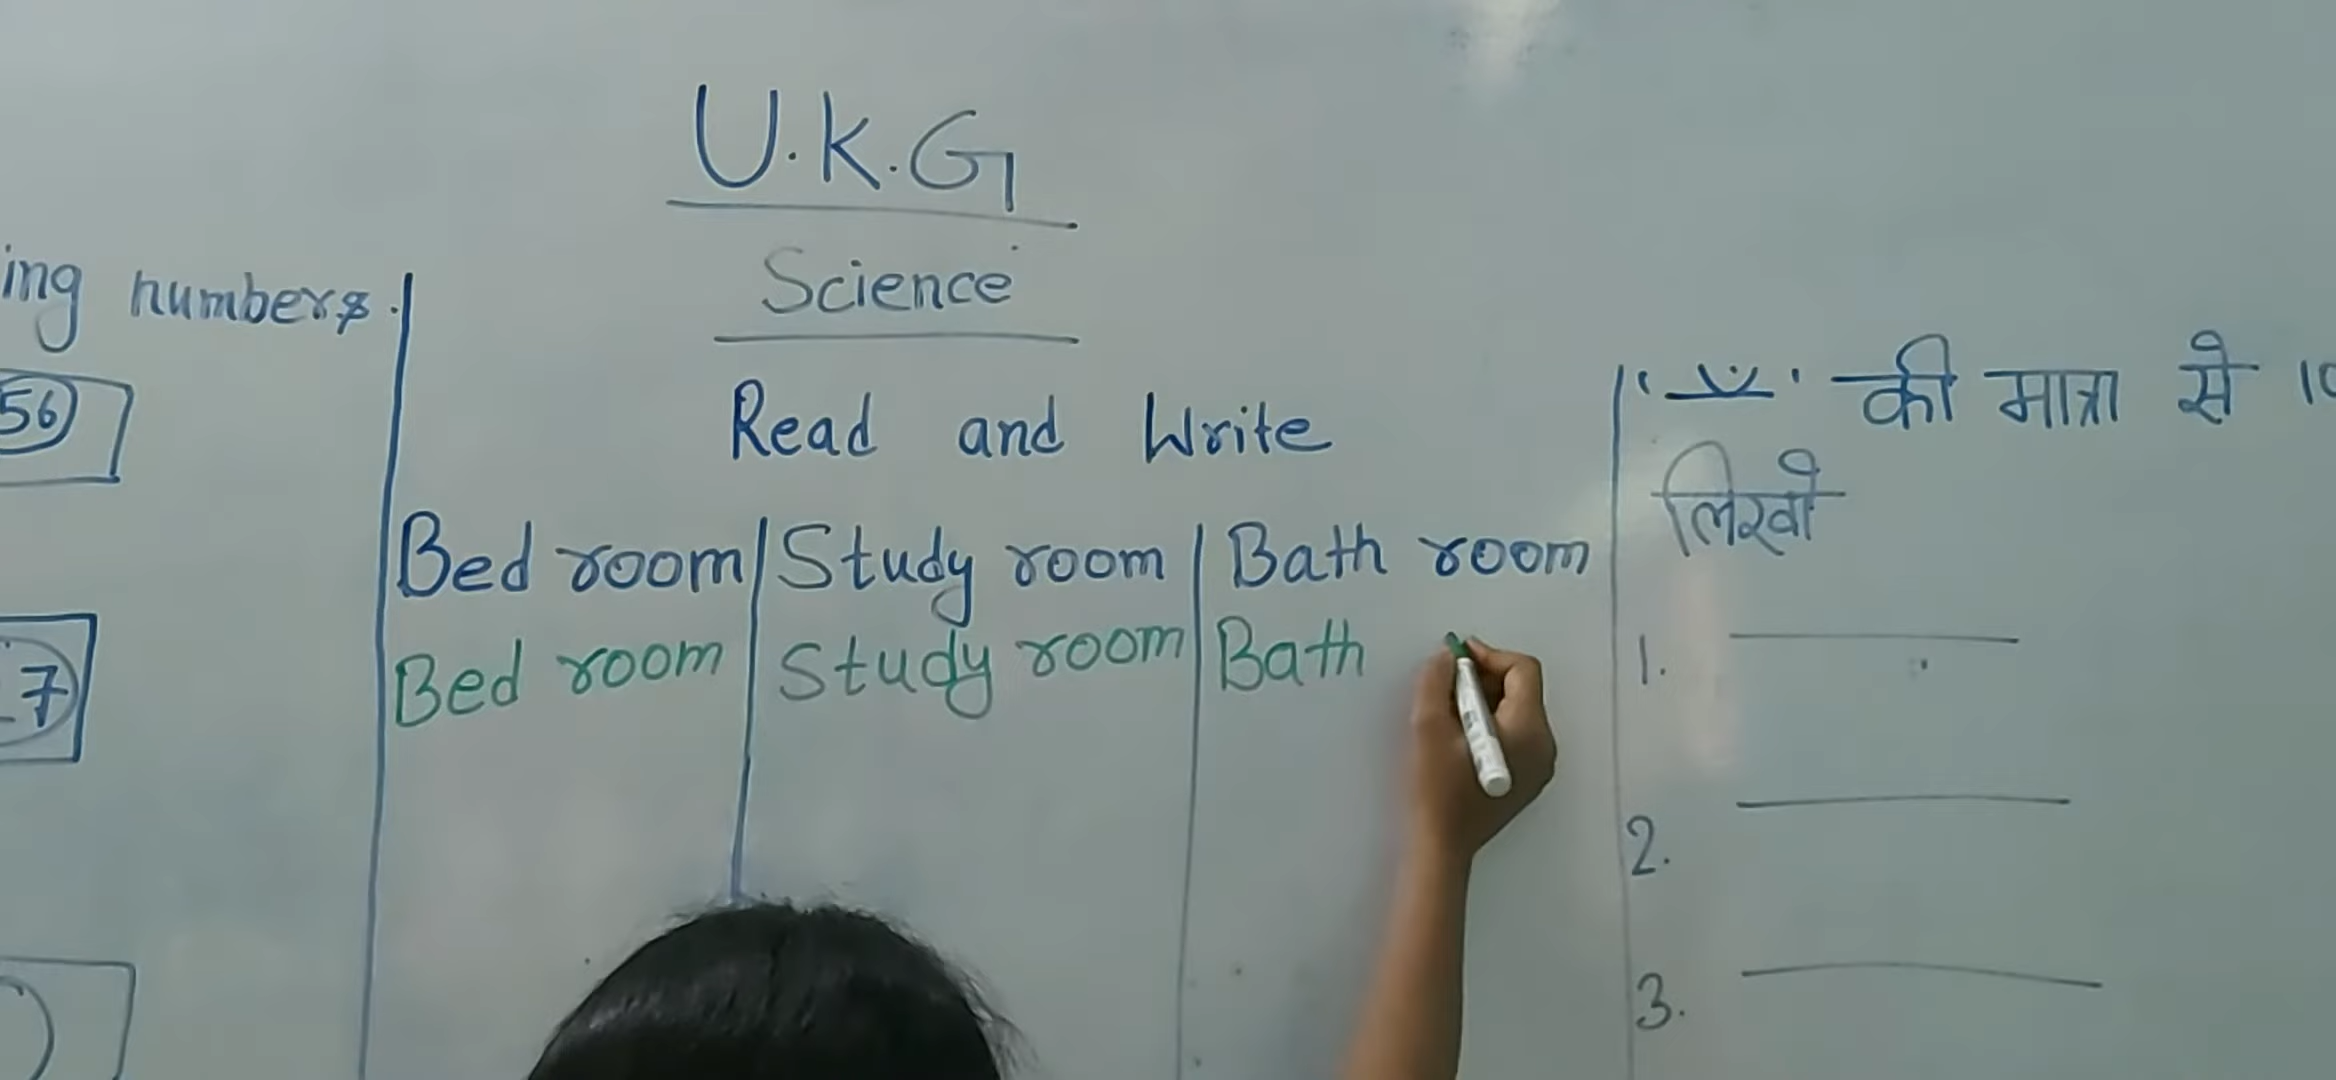 U.K.G
Science
ing numbers.
56
7
Read and Write
Bed room Study room Bath room
Bed room Study room Bath
'ँ' की मात्रा से 10
लिखो
1.
2.
3.